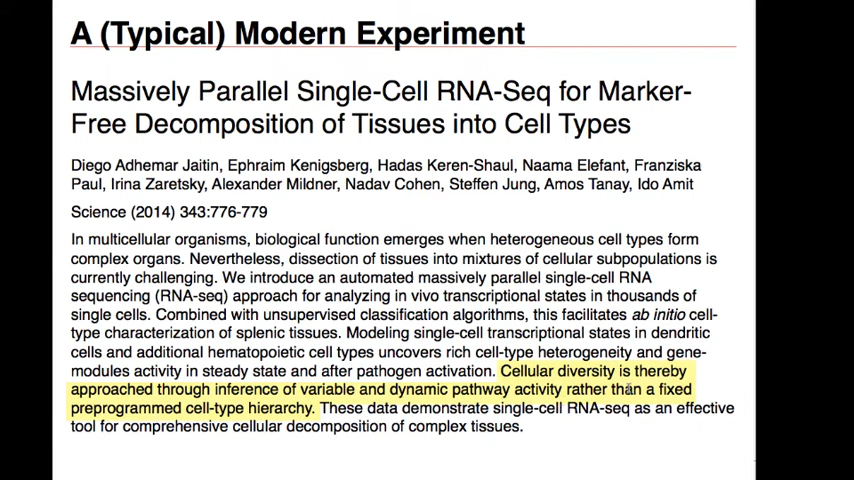 A (Typical) Modern Experiment
Massively Parallel Single-Cell RNA-Seq for Marker-
Free Decomposition of Tissues into Cell Types
Diego Adhemar Jaitin, Ephraim Kenigsberg, Hadas Keren-Shaul, Naama Elefant, Franziska
Paul, Irina Zaretsky, Alexander Mildner, Nadav Cohen, Steffen Jung, Amos Tanay, Ido Amit
Science (2014) 343:776-779
In multicellular organisms, biological function emerges when heterogeneous cell types form
complex organs. Nevertheless, dissection of tissues into mixtures of cellular subpopulations is
currently challenging. We introduce an automated massively parallel single-cell RNA
sequencing (RNA-seq) approach for analyzing in vivo transcriptional states in thousands of
single cells. Combined with unsupervised classification algorithms, this facilitates ab initio cell-
type characterization of splenic tissues. Modeling single-cell transcriptional states in dendritic
cells and additional hematopoietic cell types uncovers rich cell-type heterogeneity and gene-
modules activity in steady state and after pathogen activation. Cellular diversity is thereby
approached through inference of variable and dynamic pathway activity rather than a fixed
preprogrammed cell-type hierarchy. These data demonstrate single-cell RNA-seq as an effective
tool for comprehensive cellular decomposition of complex tissues.